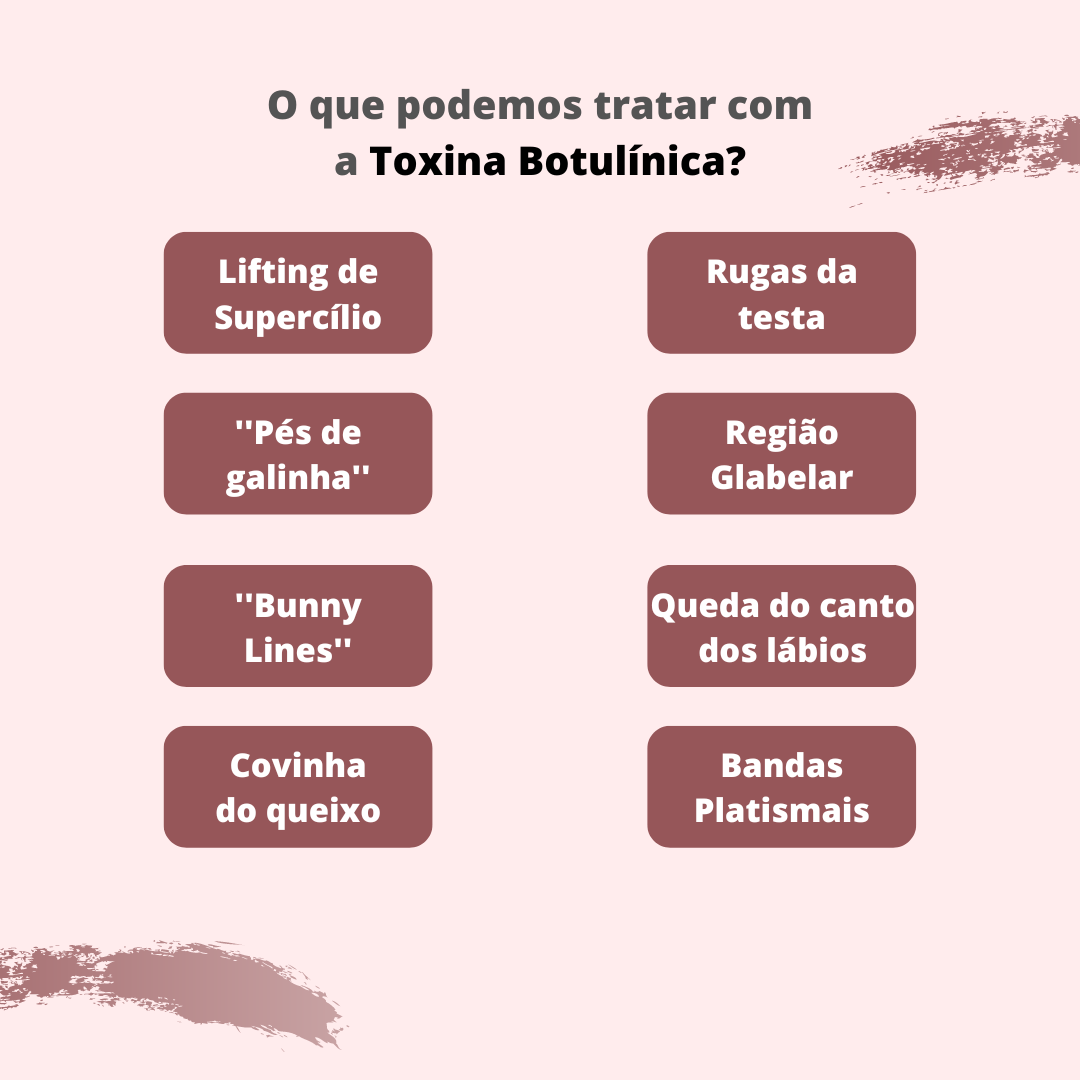 O que podemos tratar com
a Toxina Botulínica?
Lifting de
Supercílio
Rugas da
testa
''Pés de
galinha''
Região
Glabelar
''Bunny
Lines''
Queda do canto
dos lábios
Covinha
do queixo
Bandas
Platismais